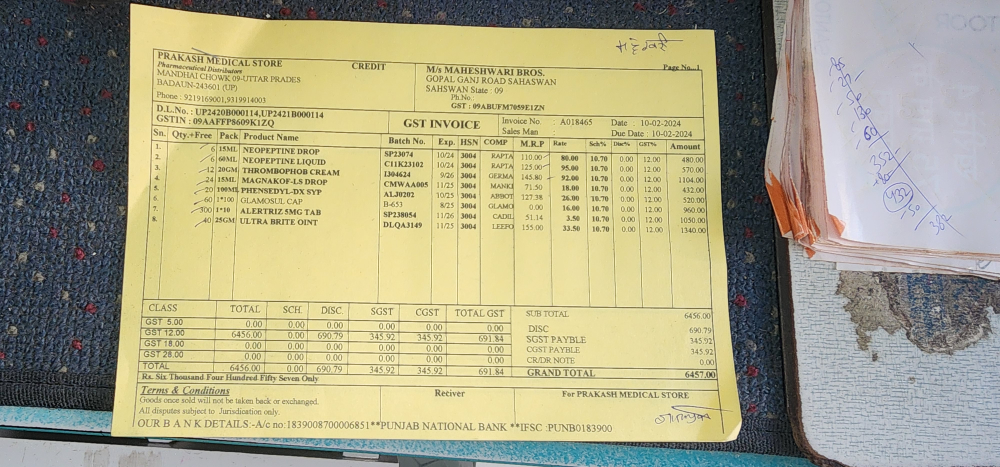 PRAKASH MEDICAL STORE
Pharmaceutical Distributors
MANDHAI CHOWK 09-UTTAR PRADES
BADAUN-243601 (UP)
Phone : 9219169001,9319914003
CREDIT
M/s MAHESHWARI BROS.
GOPAL GANJ ROAD SAHASWAN
SAHSWAN State : 09
Ph.No.:
GST : 09ABUFM7059E1ZN
Page No...1
D.L.No. : UP2420B000114,UP2421B000114
GSTIN : 09AAFFP8609K1ZQ
GST INVOICE
Invoice No. : A018465 Date : 10-02-2024
Sales Man : Due Date : 10-02-2024
Sn. Qty.+Free Pack Product Name Batch No. Exp. HSN COMP M.R.P Rate Sch% Disc% GST% Amount
1. 6 15ML NEOPEPTINE DROP SP23074 10/24 3004 RAPTA 110.00 80.00 10.70 0.00 12.00 480.00
2. 6 60ML NEOPEPTINE LIQUID C11K23102 10/24 3004 RAPTA 125.00 95.00 10.70 0.00 12.00 570.00
3. 12 20GM THROMBOPHOB CREAM I304624 9/26 3004 GERMA 145.80 92.00 10.70 0.00 12.00 1104.00
4. 24 15ML MAGNAKOF-LS DROP CMWAA005 11/25 3004 MANKI 71.50 18.00 10.70 0.00 12.00 432.00
5. 20 100ML PHENSEDYL-DX SYP ALJ0202 10/25 3004 ABBOT 127.38 26.00 10.70 0.00 12.00 520.00
6. 60 1*100 GLAMOSUL CAP B-653 8/25 3004 GLAMO 0.00 16.00 10.70 0.00 12.00 960.00
7. 300 1*10 ALERTRIZ 5MG TAB SP238054 11/26 3004 CADIL 51.14 3.50 10.70 0.00 12.00 1050.00
8. 40 25GM ULTRA BRITE OINT DLQA3149 11/25 3004 LEEFO 155.00 33.50 10.70 0.00 12.00 1340.00
CLASS TOTAL SCH. DISC. SGST CGST TOTAL GST
GST 5.00 0.00 0.00 0.00 0.00 0.00 0.00
GST 12.00 6456.00 0.00 690.79 345.92 345.92 691.84
GST 18.00 0.00 0.00 0.00 0.00 0.00 0.00
GST 28.00 0.00 0.00 0.00 0.00 0.00 0.00
TOTAL 6456.00 0.00 690.79 345.92 345.92 691.84
SUB TOTAL 6456.00
DISC 690.79
SGST PAYBLE 345.92
CGST PAYBLE 345.92
CR/DR NOTE 0.00
GRAND TOTAL 6457.00
Rs. Six Thousand Four Hundred Fifty Seven Only
Terms & Conditions
Goods once sold will not be taken back or exchanged.
All disputes subject to Jurisdication only.
Reciver
For PRAKASH MEDICAL STORE
OUR B A N K DETAILS:-A/c no:1839008700006851**PUNJAB NATIONAL BANK **IFSC :PUNB0183900